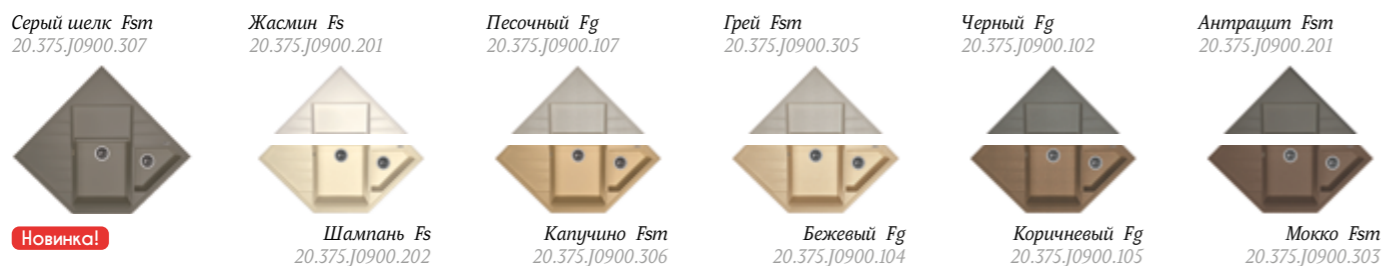 Серый шелк Fsm
20.375.J0900.307
Жасмин Fs
20.375.J0900.201
Песочный Fg
20.375.J0900.107
Грей Fsm
20.375.J0900.305
Черный Fg
20.375.J0900.102
Антрацит Fsm
20.375.J0900.201
Новинка!
Шампань Fs
20.375.J0900.202
Капучино Fsm
20.375.J0900.306
Бежевый Fg
20.375.J0900.104
Коричневый Fg
20.375.J0900.105
Мокко Fsm
20.375.J0900.303